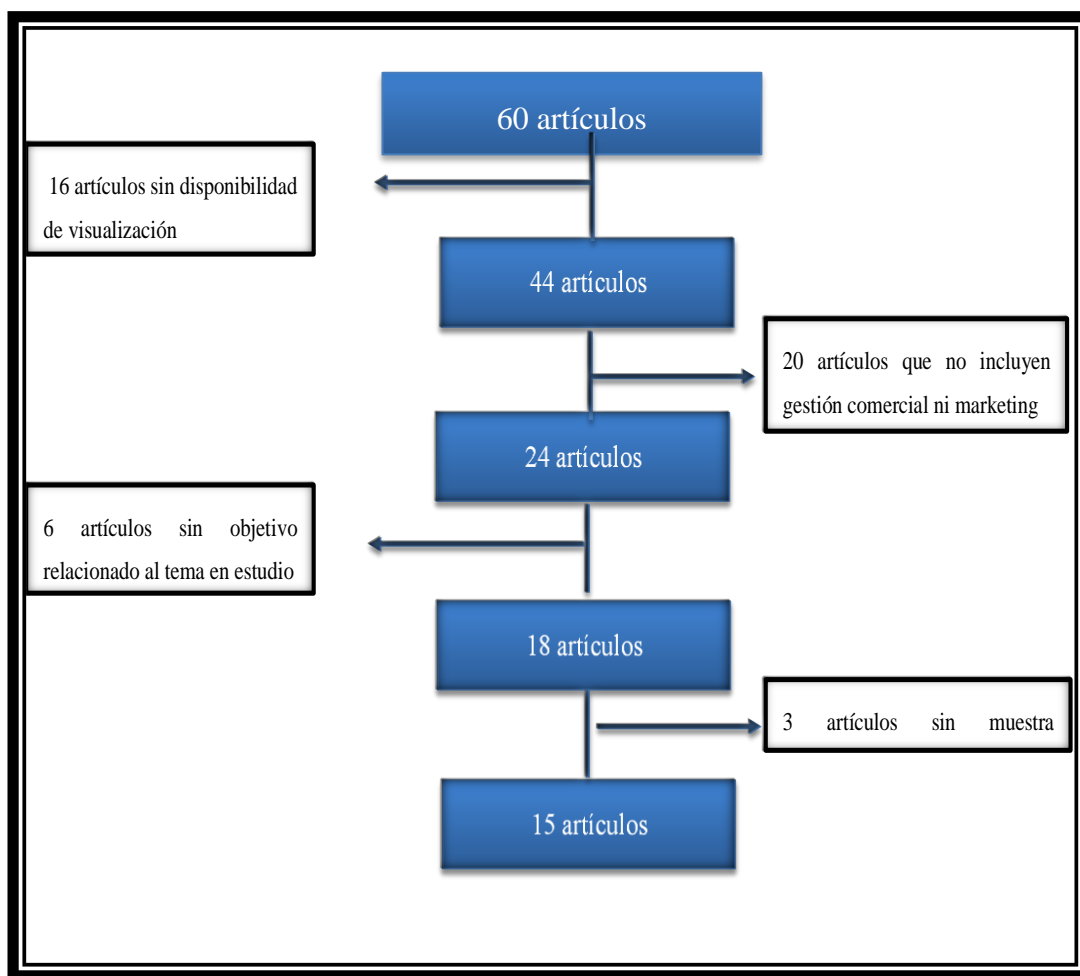 60 artículos
16 artículos sin disponibilidad
de visualización
44 artículos
20 artículos que no incluyen
gestión comercial ni marketing
24 artículos
6 artículos sin objetivo
relacionado al tema en estudio
18 artículos
3 artículos sin muestra
15 artículos